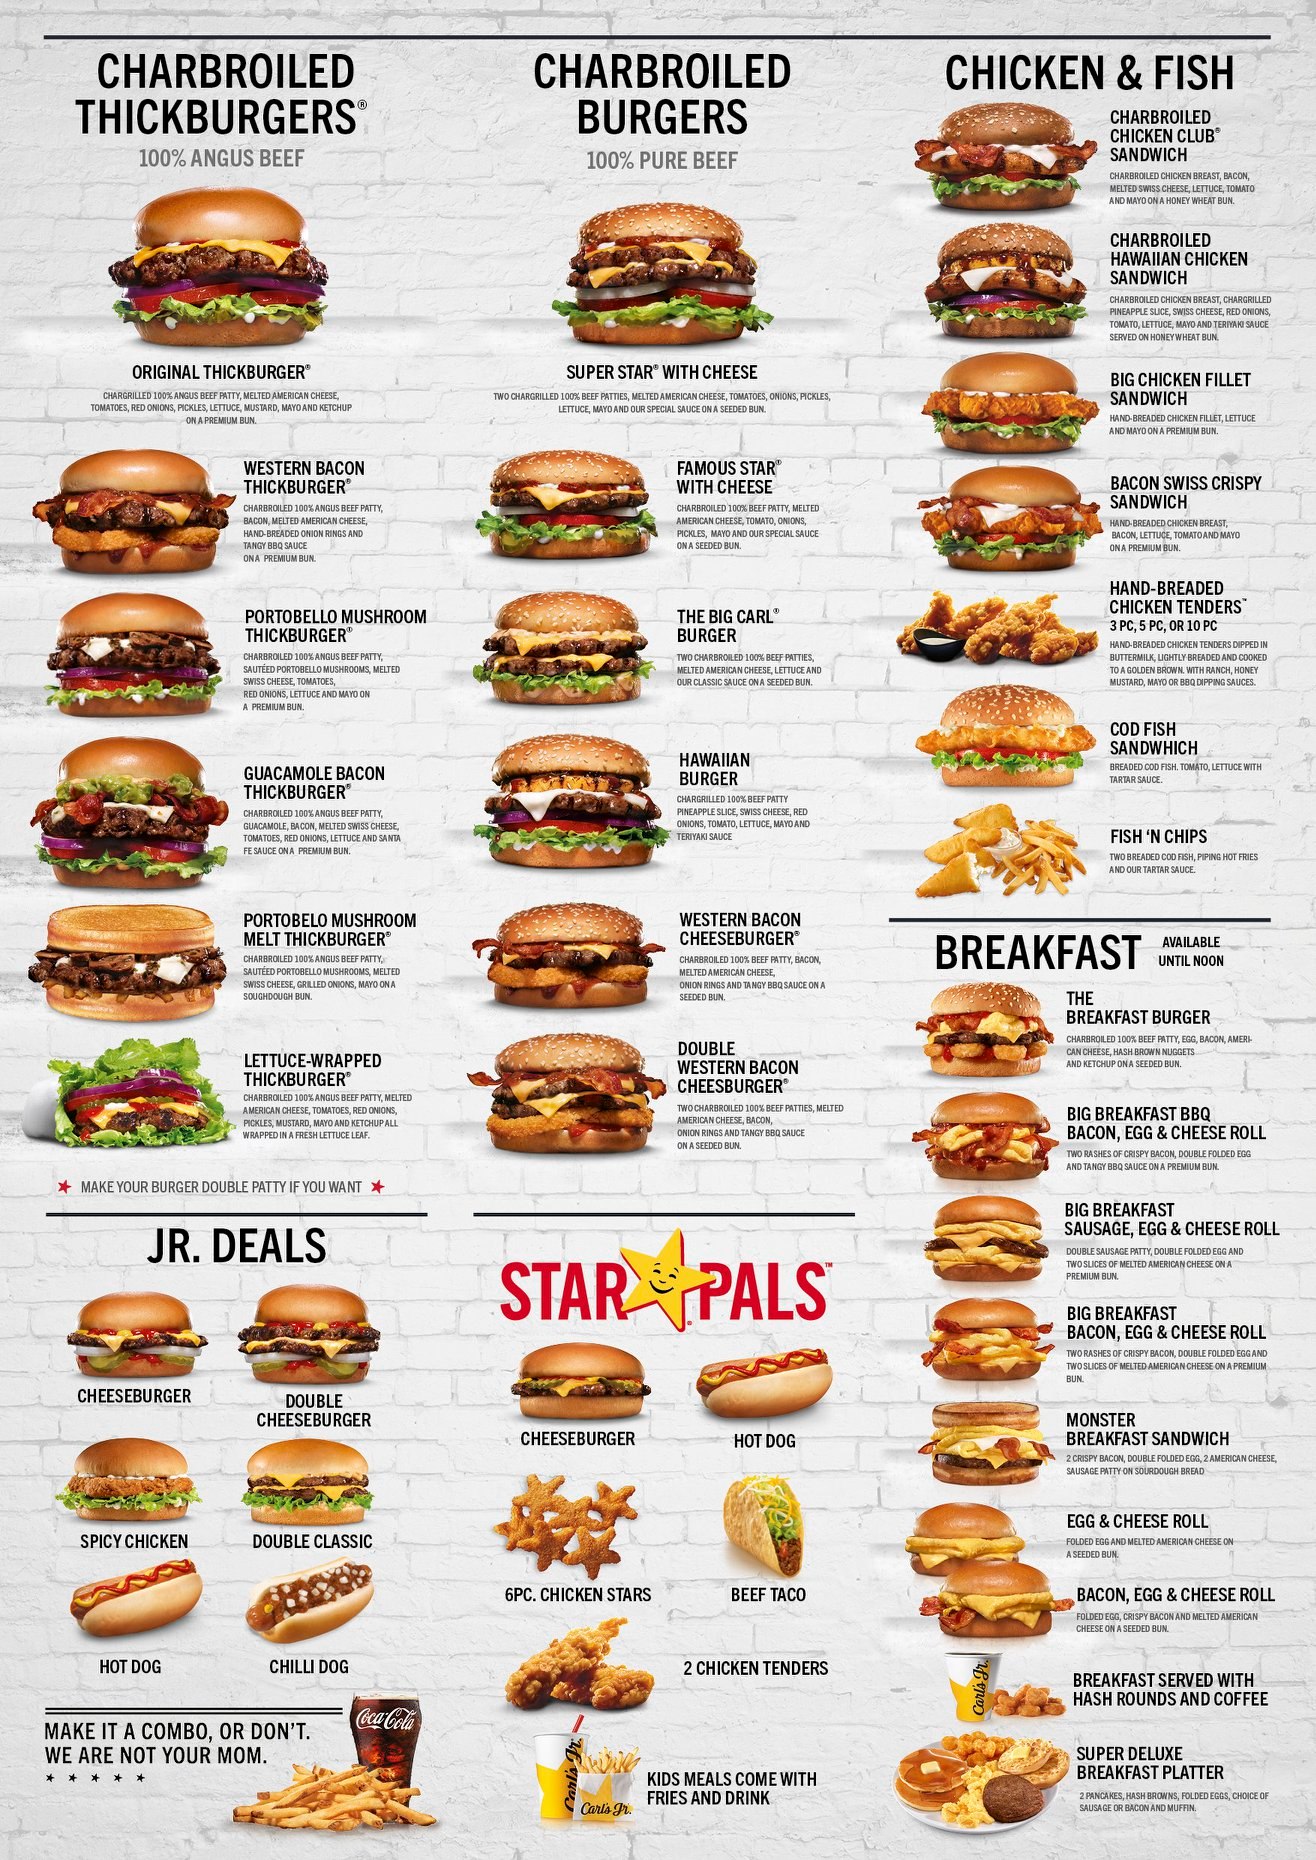 CHARBROILED
THICKBURGERS®
100% ANGUS BEEF
ORIGINAL THICKBURGER®
CHARGRILLED 100% ANGUS BEEF PATTY, MELTED AMERICAN CHEESE,
TOMATOES, RED ONIONS, PICKLES, LETTUCE, MUSTARD, MAYO AND KETCHUP
ON A PREMIUM BUN.
WESTERN BACON
THICKBURGER®
CHARBROILED 100% ANGUS BEEF PATTY,
BACON, MELTED AMERICAN CHEESE,
HAND-BREADED ONION RINGS AND
TANGY BBQ SAUCE
ON A PREMIUM BUN.
PORTOBELLO MUSHROOM
THICKBURGER®
CHARBROILED 100% ANGUS BEEF PATTY,
SAUTÉED PORTOBELLO MUSHROOMS, MELTED
SWISS CHEESE, TOMATOES,
RED ONIONS, LETTUCE AND MAYO ON
A PREMIUM BUN.
GUACAMOLE BACON
THICKBURGER®
CHARBROILED 100% ANGUS BEEF PATTY,
GUACAMOLE, BACON, MELTED SWISS CHEESE,
TOMATOES, RED ONIONS, LETTUCE AND SANTA
FE SAUCE ON A PREMIUM BUN.
PORTOBELO MUSHROOM
MELT THICKBURGER®
CHARBROILED 100% ANGUS BEEF PATTY,
SAUTÉED PORTOBELLO MUSHROOMS, MELTED
SWISS CHEESE, GRILLED ONIONS, MAYO ON A
SOUGHDOUGH BUN.
LETTUCE-WRAPPED
THICKBURGER®
CHARBROILED 100% ANGUS BEEF PATTY, MELTED
AMERICAN CHEESE, TOMATOES, RED ONIONS,
PICKLES, MUSTARD, MAYO AND KETCHUP ALL
WRAPPED IN A FRESH LETTUCE LEAF.
MAKE YOUR BURGER DOUBLE PATTY IF YOU WANT
JR. DEALS
CHEESEBURGER
DOUBLE
CHEESEBURGER
SPICY CHICKEN
DOUBLE CLASSIC
HOT DOG
CHILLI DOG
MAKE IT A COMBO, OR DON'T.
WE ARE NOT YOUR MOM.
Coca-Cola
CHARBROILED
BURGERS
100% PURE BEEF
SUPER STAR® WITH CHEESE
TWO CHARGRILLED 100% BEEF PATTIES, MELTED AMERICAN CHEESE, TOMATOES, ONIONS, PICKLES,
LETTUCE, MAYO AND OUR SPECIAL SAUCE ON A SEEDED BUN.
FAMOUS STAR®
WITH CHEESE
CHARBROILED 100% BEEF PATTY, MELTED
AMERICAN CHEESE, TOMATO, ONIONS,
PICKLES, MAYO AND OUR SPECIAL SAUCE
ON A SEEDED BUN.
THE BIG CARL®
BURGER
TWO CHARBROILED 100% BEEF PATTIES,
MELTED AMERICAN CHEESE, LETTUCE AND
OUR CLASSIC SAUCE ON A SEEDED BUN.
HAWAIIAN
BURGER
CHARGRILLED 100% BEEF PATTY
PINEAPPLE SLICE, SWISS CHEESE, RED
ONIONS, TOMATO, LETTUCE, MAYO AND
TERIYAKI SAUCE
WESTERN BACON
CHEESEBURGER®
CHARBROILED 100% BEEF PATTY, BACON,
MELTED AMERICAN CHEESE,
ONION RINGS AND TANGY BBQ SAUCE ON A
SEEDED BUN.
DOUBLE
WESTERN BACON
CHEESBURGER®
TWO CHARBROILED 100% BEEF PATTIES, MELTED
AMERICAN CHEESE, BACON,
ONION RINGS AND TANGY BBQ SAUCE
ON A SEEDED BUN.
STAR PALS™
CHEESEBURGER
HOT DOG
6PC. CHICKEN STARS
BEEF TACO
2 CHICKEN TENDERS
Carl's Jr.
Carl's Jr.
KIDS MEALS COME WITH
FRIES AND DRINK
CHICKEN & FISH
CHARBROILED
CHICKEN CLUB®
SANDWICH
CHARBROILED CHICKEN BREAST, BACON,
MELTED SWISS CHEESE, LETTUCE, TOMATO
AND MAYO ON A HONEY WHEAT BUN.
CHARBROILED
HAWAIIAN CHICKEN
SANDWICH
CHARBROILED CHICKEN BREAST, CHARGRILLED
PINEAPPLE SLICE, SWISS CHEESE, RED ONIONS,
TOMATO, LETTUCE, MAYO AND TERIYAKI SAUCE
SERVED ON HONEY WHEAT BUN.
BIG CHICKEN FILLET
SANDWICH
HAND-BREADED CHICKEN FILLET, LETTUCE
AND MAYO ON A PREMIUM BUN.
BACON SWISS CRISPY
SANDWICH
HAND-BREADED CHICKEN BREAST,
BACON, LETTUCE, TOMATO AND MAYO
ON A PREMIUM BUN.
HAND-BREADED
CHICKEN TENDERS™
3 PC, 5 PC, OR 10 PC
HAND-BREADED CHICKEN TENDERS DIPPED IN
BUTTERMILK, LIGHTLY BREADED AND COOKED
TO A GOLDEN BROWN. WITH RANCH, HONEY
MUSTARD, MAYO OR BBQ DIPPING SAUCES.
COD FISH
SANDWHICH
BREADED COD FISH. TOMATO, LETTUCE WITH
TARTAR SAUCE.
FISH 'N CHIPS
TWO BREADED COD FISH, PIPING HOT FRIES
AND OUR TARTAR SAUCE.
BREAKFAST
AVAILABLE
UNTIL NOON
THE
BREAKFAST BURGER
CHARBROILED 100% BEEF PATTY, EGG, BACON, AMERI-
CAN CHEESE, HASH BROWN NUGGETS
AND KETCHUP ON A SEEDED BUN.
BIG BREAKFAST BBQ
BACON, EGG & CHEESE ROLL
TWO RASHES OF CRISPY BACON, DOUBLE FOLDED EGG
AND TANGY BBQ SAUCE ON A PREMIUM BUN.
BIG BREAKFAST
SAUSAGE, EGG & CHEESE ROLL
DOUBLE SAUSAGE PATTY, DOUBLE FOLDED EGG AND
TWO SLICES OF MELTED AMERICAN CHEESE ON A
PREMIUM BUN.
BIG BREAKFAST
BACON, EGG & CHEESE ROLL
TWO RASHES OF CRISPY BACON, DOUBLE FOLDED EGG AND
TWO SLICES OF MELTED AMERICAN CHEESE ON A PREMIUM
BUN.
MONSTER
BREAKFAST SANDWICH
2 CRISPY BACON, DOUBLE FOLDED EGG, 2 AMERICAN CHEESE,
SAUSAGE PATTY ON SOURDOUGH BREAD
EGG & CHEESE ROLL
FOLDED EGG AND MELTED AMERICAN CHEESE ON
A SEEDED BUN.
BACON, EGG & CHEESE ROLL
FOLDED EGG, CRISPY BACON AND MELTED AMERICAN
CHEESE ON A SEEDED BUN.
Carl's Jr.
BREAKFAST SERVED WITH
HASH ROUNDS AND COFFEE
SUPER DELUXE
BREAKFAST PLATTER
2 PANCAKES, HASH BROWNS, FOLDED EGGS, CHOICE OF
SAUSAGE OR BACON AND MUFFIN.